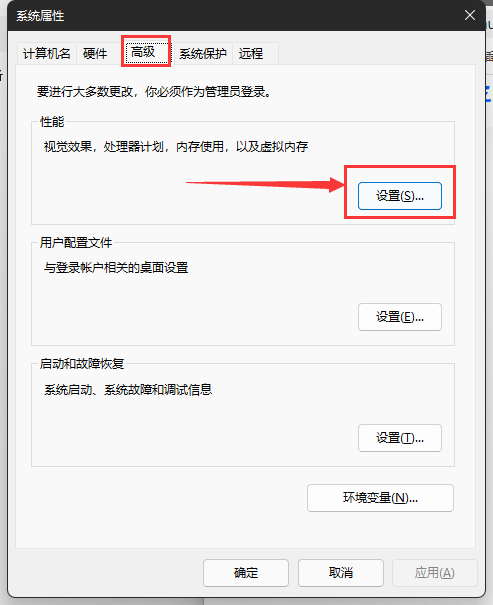 系统属性
计算机名 硬件 高级 系统保护 远程
要进行大多数更改，你必须作为管理员登录。
性能
视觉效果，处理器计划，内存使用，以及虚拟内存
设置(S)...
用户配置文件
与登录帐户相关的桌面设置
设置(E)...
启动和故障恢复
系统启动、系统故障和调试信息
设置(T)...
环境变量(N)...
确定 取消 应用(A)